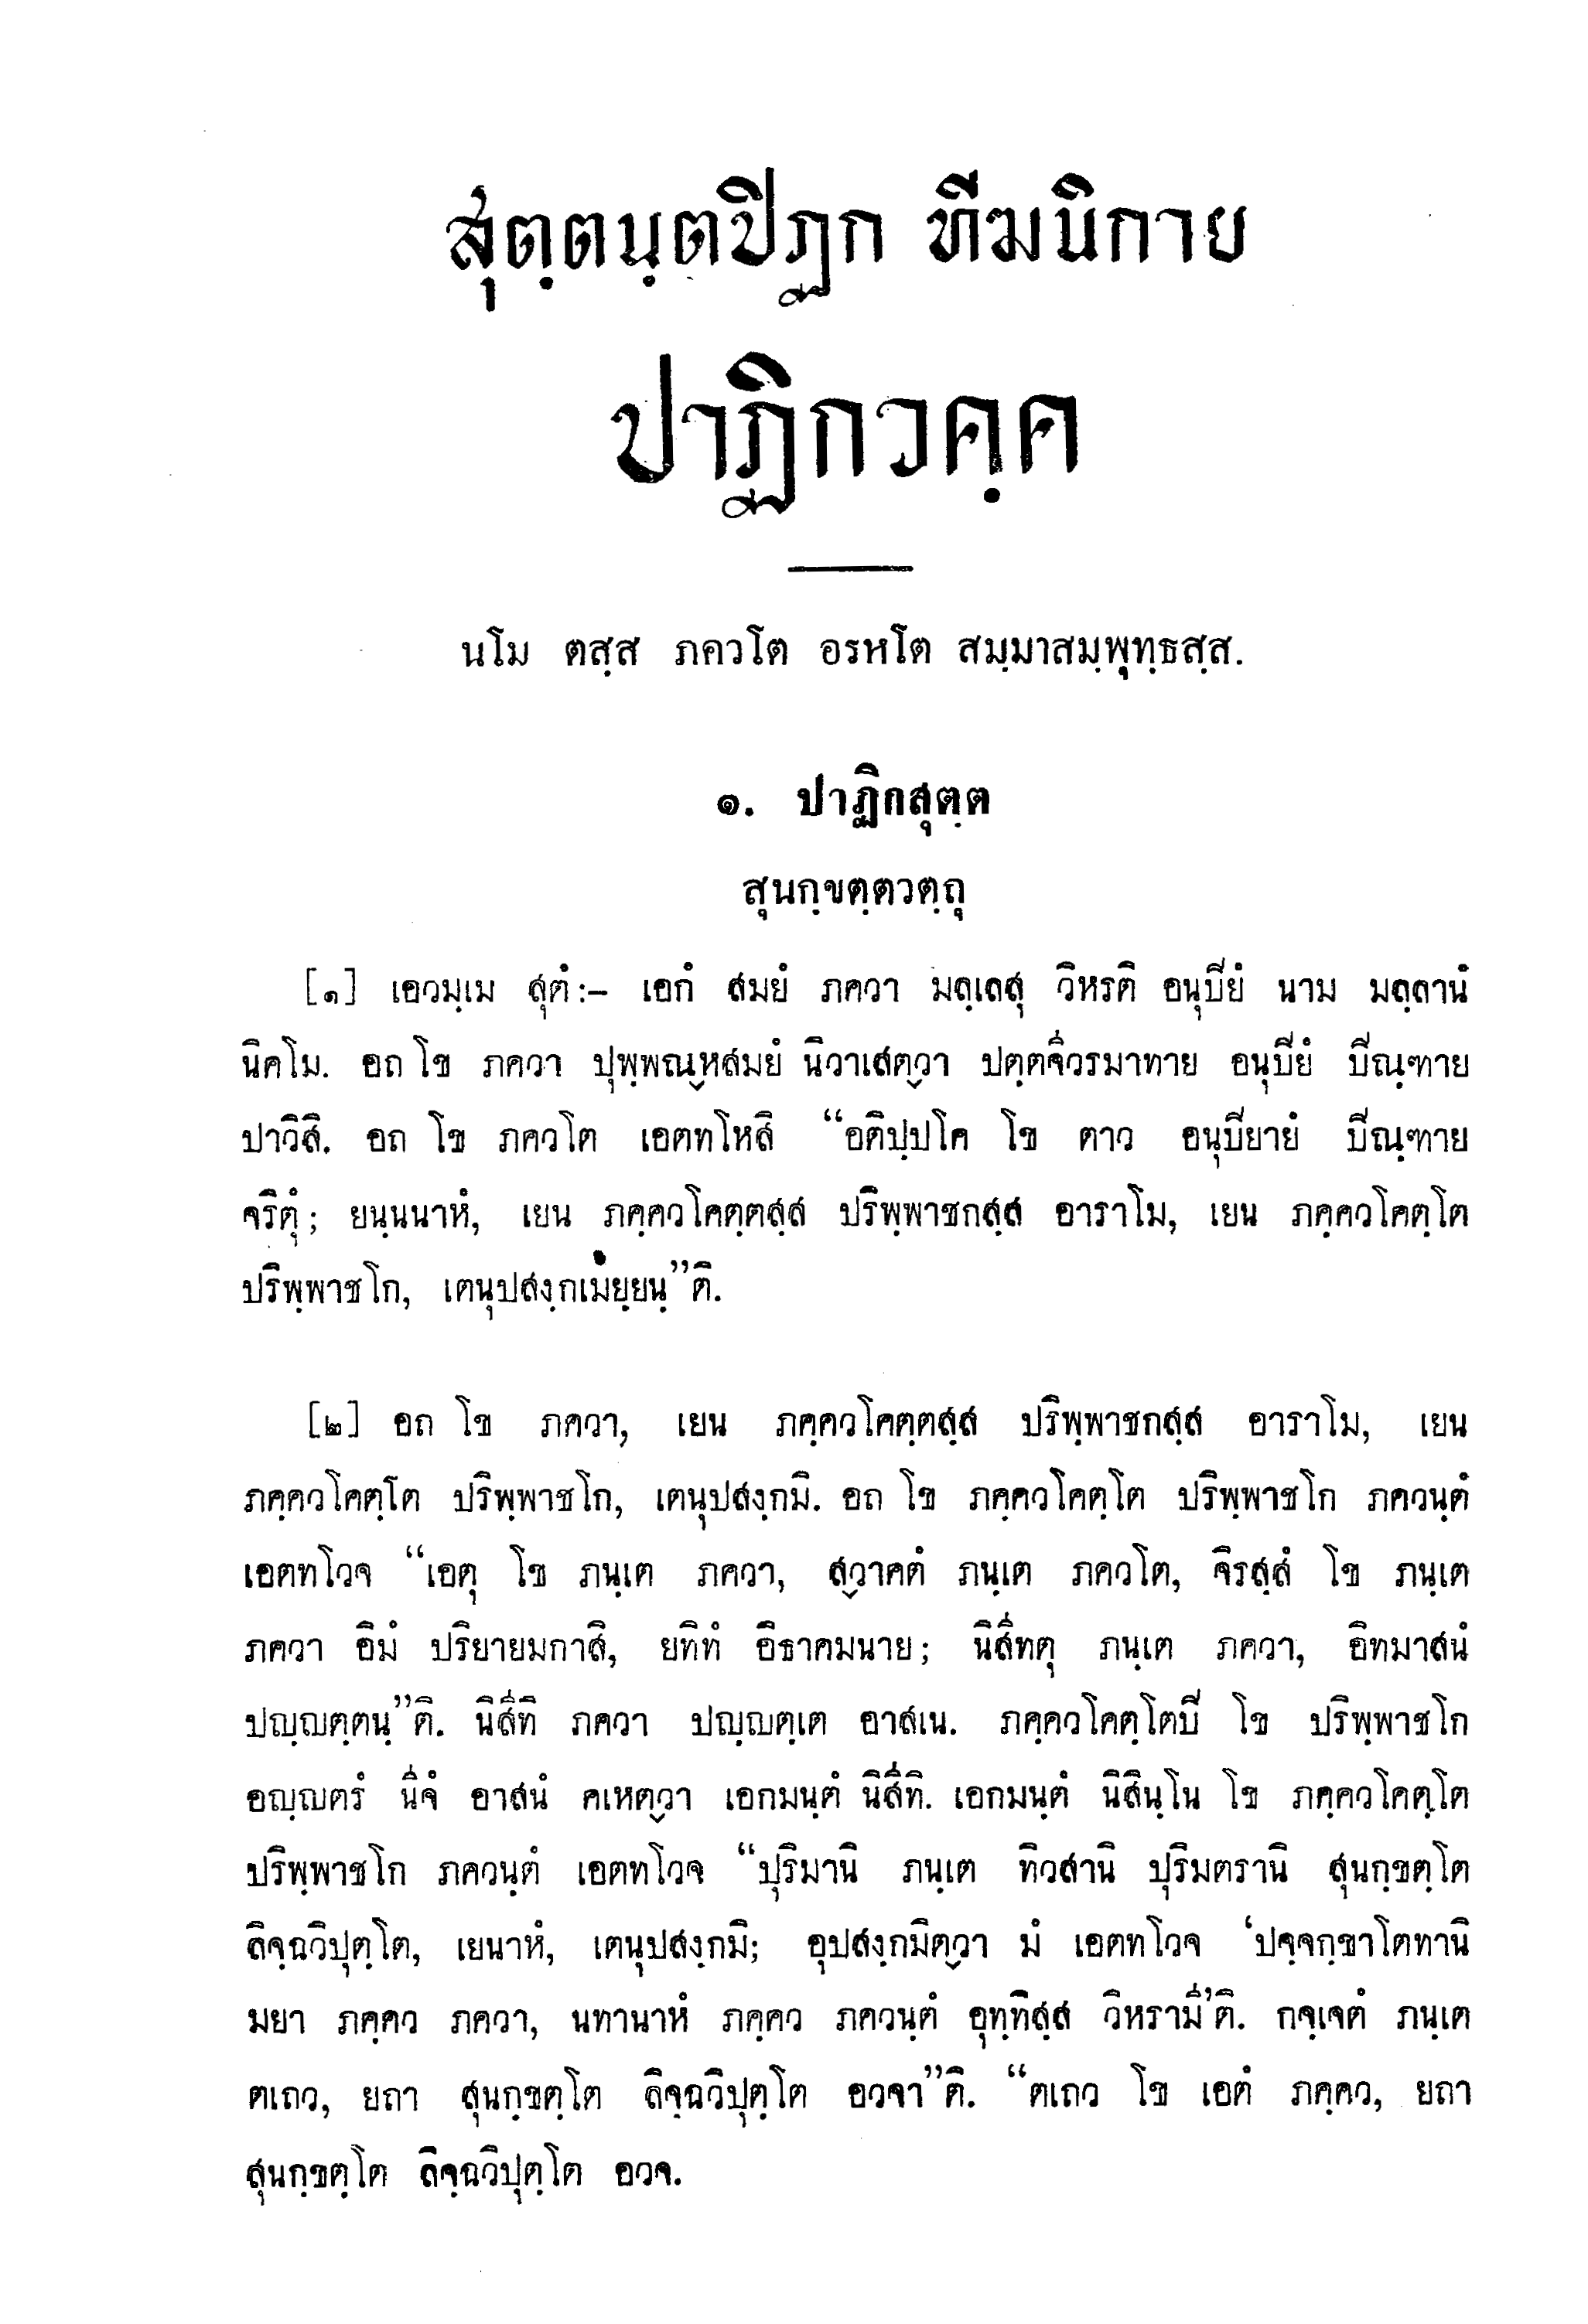 สุตฺตนฺตปิฏก ทีฆนิกาย
ปาฏิกวคฺค
นโม ตสฺส ภควโต อรหโต สมฺมาสมฺพุทฺธสฺส.
๑. ปาฏิกสุตฺต
สุนกฺขตฺตวตฺถุ
[๑] เอวมฺเม สุตํ :– เอกํ สมยํ ภควา มลฺเลสุ วิหรติ อนุปิยํ นาม มลฺลานํ
นิคโม. อถ โข ภควา ปุพฺพณฺหสมยํ นิวาเสตฺวา ปตฺตจีวรมาทาย อนุปิยํ ปิณฺฑาย
ปาวิสิ. อถ โข ภควโต เอตทโหสิ “อติปฺปโค โข ตาว อนุปิยายํ ปิณฺฑาย
จริตุํ ; ยนฺนนาหํ, เยน ภคฺควโคตฺตสฺส ปริพฺพาชกสฺส อาราโม, เยน ภคฺควโคตฺโต
ปริพฺพาชโก, เตนุปสงฺกเมยฺยนฺ”ติ.
[๒] อถ โข ภควา, เยน ภคฺควโคตฺตสฺส ปริพฺพาชกสฺส อาราโม, เยน
ภคฺควโคตฺโต ปริพฺพาชโก, เตนุปสงฺกมิ. อถ โข ภคฺควโคตฺโต ปริพฺพาชโก ภควนฺตํ
เอตทโวจ “เอตุ โข ภนฺเต ภควา, สฺวาคตํ ภนฺเต ภควโต, จิรสฺสํ โข ภนฺเต
ภควา อิมํ ปริยายมกาสิ, ยทิทํ อิธาคมนาย ; นิสีทตุ ภนฺเต ภควา, อิทมาสนํ
ปญฺญตฺตนฺ”ติ. นิสีทิ ภควา ปญฺญตฺเต อาสเน. ภคฺควโคตฺโตปิ โข ปริพฺพาชโก
อญฺญตรํ นีจํ อาสนํ คเหตฺวา เอกมนฺตํ นิสีทิ. เอกมนฺตํ นิสินฺโน โข ภคฺควโคตฺโต
ปริพฺพาชโก ภควนฺตํ เอตทโวจ “ปุริมานิ ภนฺเต ทิวสานิ ปุริมตรานิ สุนกฺขตฺโต
ลิจฺฉวิปุตฺโต, เยนาหํ, เตนุปสงฺกมิ; อุปสงฺกมิตฺวา มํ เอตทโวจ ‘ปจฺจกฺขาโตทานิ
มยา ภคฺคว ภควา, นทานาหํ ภคฺคว ภควนฺตํ อุทฺทิสฺส วิหรามี’ติ. กจฺเจตํ ภนฺเต
ตเถว, ยถา สุนกฺขตฺโต ลิจฺฉวิปุตฺโต อวจา”ติ. “ตเถว โข เอตํ ภคฺคว, ยถา
สุนกฺขตฺโต ลิจฺฉวิปุตฺโต อวจ.